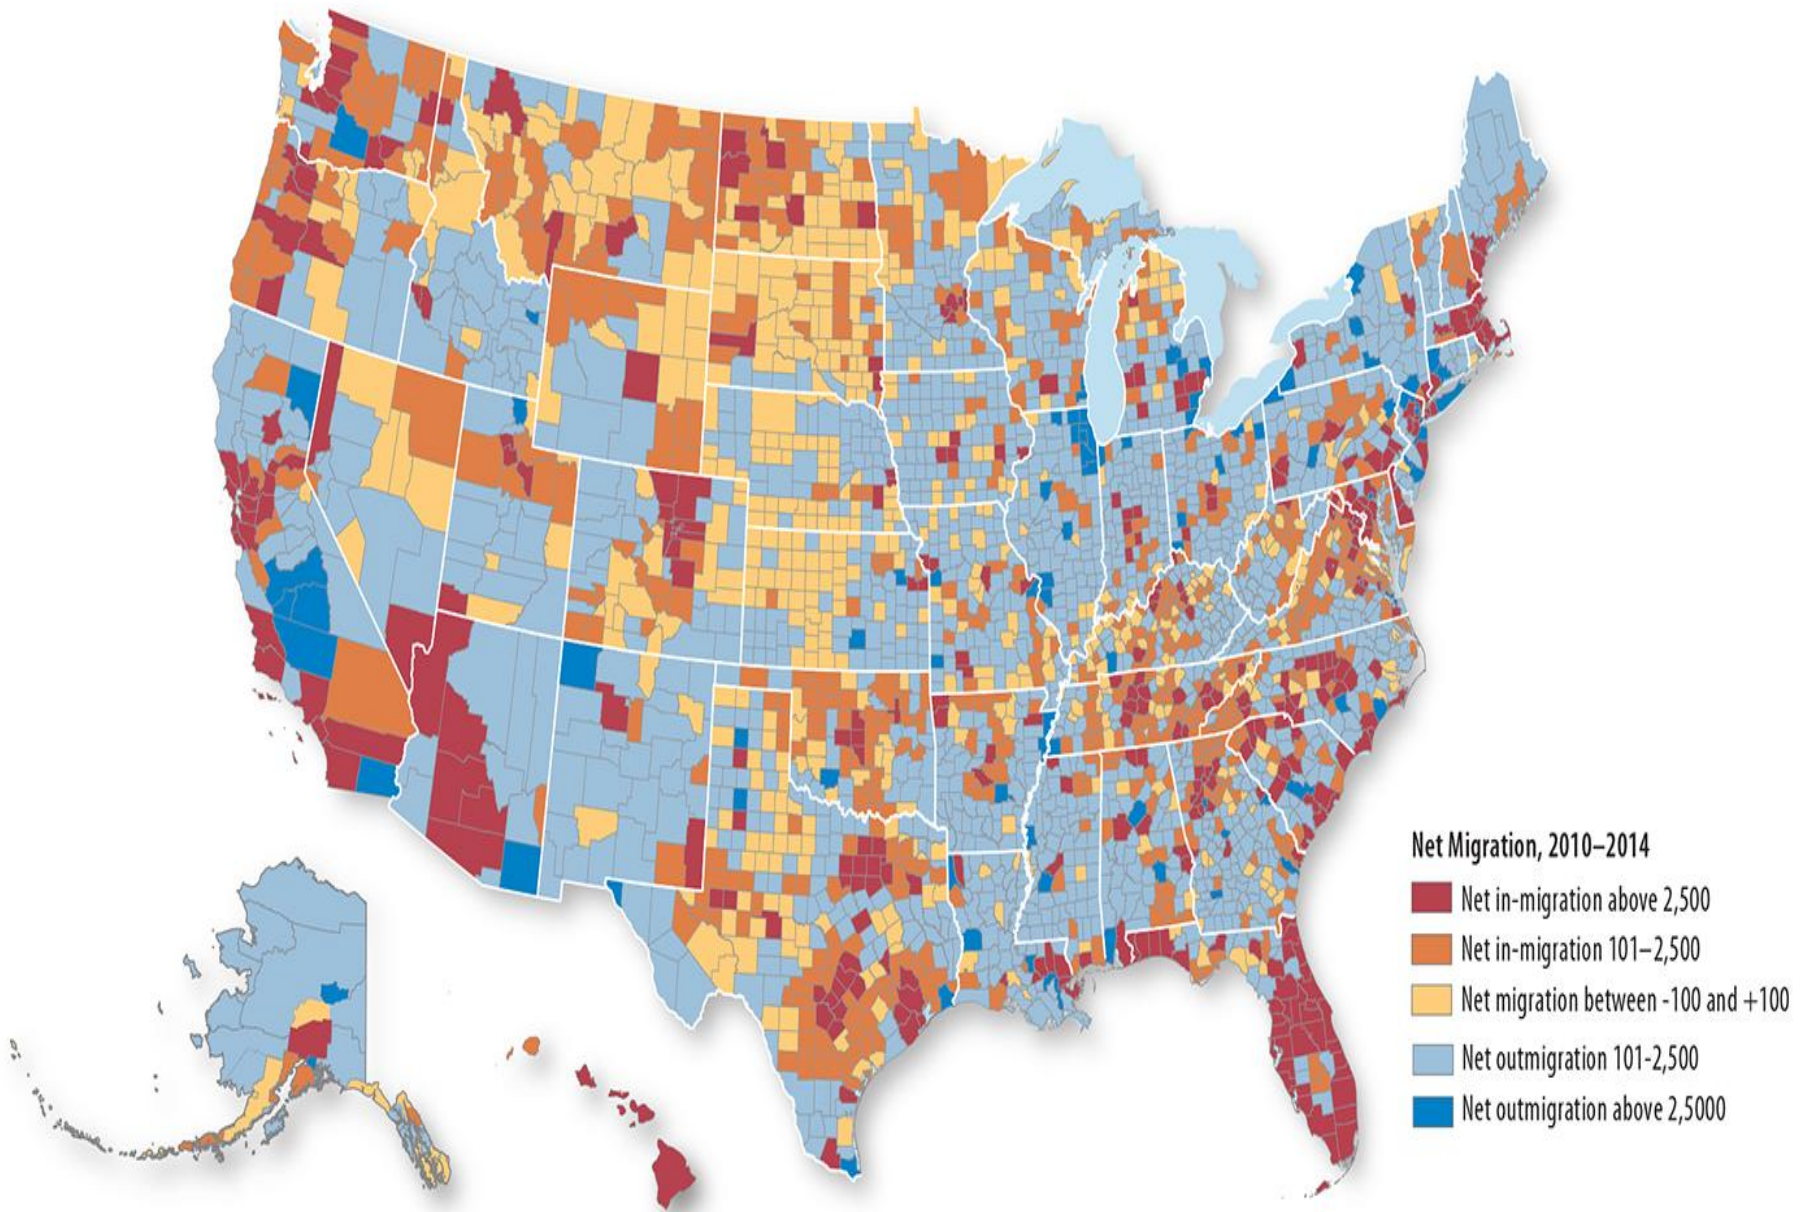 Net Migration, 2010–2014
Net in-migration above 2,500
Net in-migration 101–2,500
Net migration between -100 and +100
Net outmigration 101-2,500
Net outmigration above 2,5000